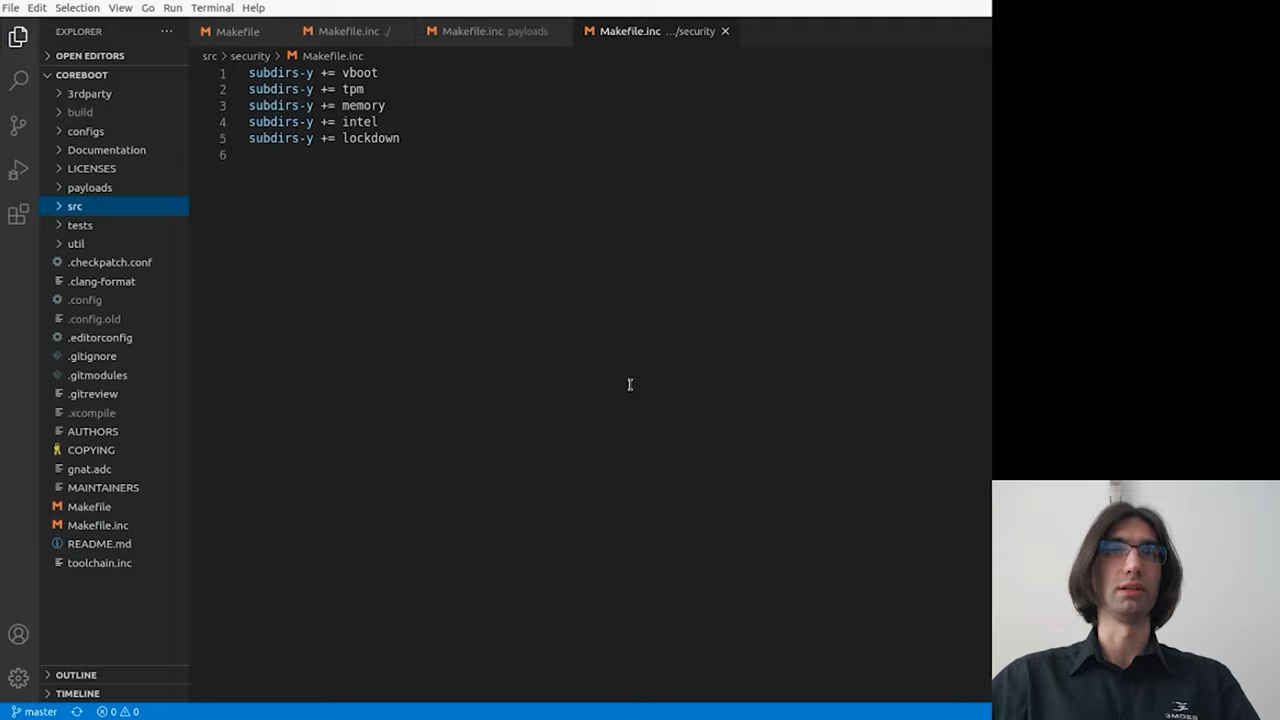 File Edit Selection View Go Run Terminal Help
EXPLORER ...
Makefile
Makefile.inc ./
Makefile.inc payloads
Makefile.inc .../security
OPEN EDITORS
COREBOOT
3rdparty
build
configs
Documentation
LICENSES
payloads
src
tests
util
.checkpatch.conf
.clang-format
.config
.config.old
.editorconfig
.gitignore
.gitmodules
.gitreview
.xcompile
AUTHORS
COPYING
gnat.adc
MAINTAINERS
Makefile
Makefile.inc
README.md
toolchain.inc
OUTLINE
TIMELINE
src > security > Makefile.inc
1 subdirs-y += vboot
2 subdirs-y += tpm
3 subdirs-y += memory
4 subdirs-y += intel
5 subdirs-y += lockdown
6
master 0 0